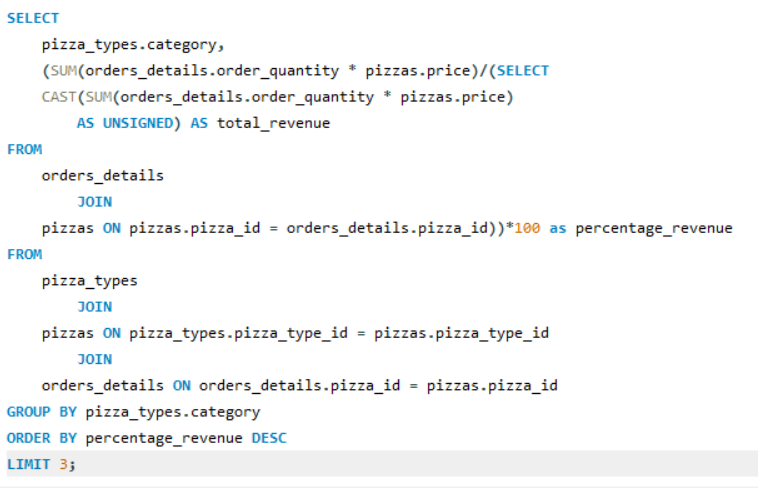 SELECT
pizza_types.category,
(SUM(orders_details.order_quantity * pizzas.price)/(SELECT
CAST(SUM(orders_details.order_quantity * pizzas.price)
AS UNSIGNED) AS total_revenue
FROM
orders_details
JOIN
pizzas ON pizzas.pizza_id = orders_details.pizza_id))*100 as percentage_revenue
FROM
pizza_types
JOIN
pizzas ON pizza_types.pizza_type_id = pizzas.pizza_type_id
JOIN
orders_details ON orders_details.pizza_id = pizzas.pizza_id
GROUP BY pizza_types.category
ORDER BY percentage_revenue DESC
LIMIT 3;